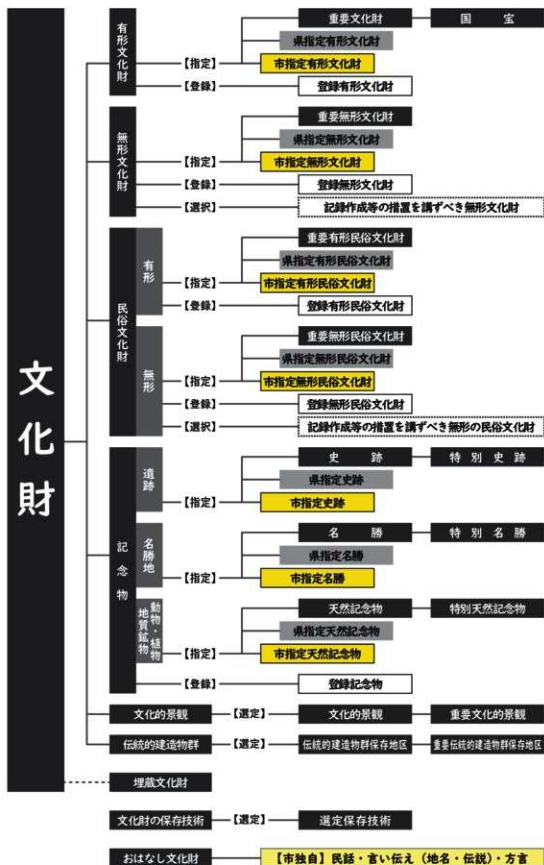 文化財
有形文化財
【指定】
重要文化財
国宝
県指定有形文化財
市指定有形文化財
【登録】
登録有形文化財
無形文化財
【指定】
重要無形文化財
県指定無形文化財
市指定無形文化財
【登録】
登録無形文化財
【選択】
記録作成等の措置を講ずべき無形文化財
民俗文化財
有形
【指定】
重要有形民俗文化財
県指定有形民俗文化財
市指定有形民俗文化財
【登録】
登録有形民俗文化財
無形
【指定】
重要無形民俗文化財
県指定無形民俗文化財
市指定無形民俗文化財
【登録】
登録無形民俗文化財
【選択】
記録作成等の措置を講ずべき無形の民俗文化財
記念物
遺跡
【指定】
史跡
特別史跡
県指定史跡
市指定史跡
名勝地
【指定】
名勝
特別名勝
県指定名勝
市指定名勝
動物・植物
地質鉱物
【指定】
天然記念物
特別天然記念物
県指定天然記念物
市指定天然記念物
【登録】
登録記念物
文化的景観
【選定】
文化的景観
重要文化的景観
伝統的建造物群
【選定】
伝統的建造物群保存地区
重要伝統的建造物群保存地区
埋蔵文化財
文化財の保存技術
【選定】
選定保存技術
おはなし文化財
【市独自】民話・言い伝え（地名・伝説）・方言